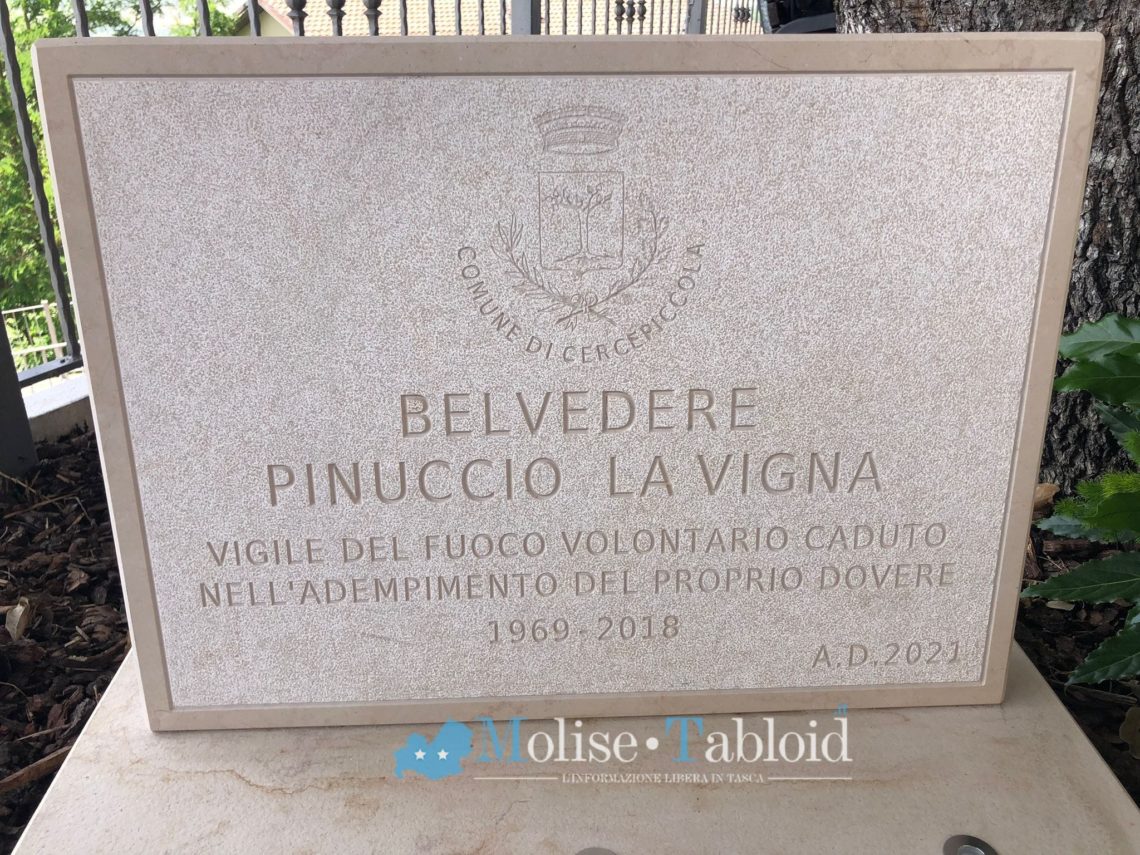 COMUNE DI CERCEPICCOLA
BELVEDERE
PINUCCIO LA VIGNA
VIGILE DEL FUOCO VOLONTARIO CADUTO
NELL'ADEMPIMENTO DEL PROPRIO DOVERE
1969-2018
A.D.2021
Molise•Tabloid.it
L'INFORMAZIONE LIBERA IN TASCA